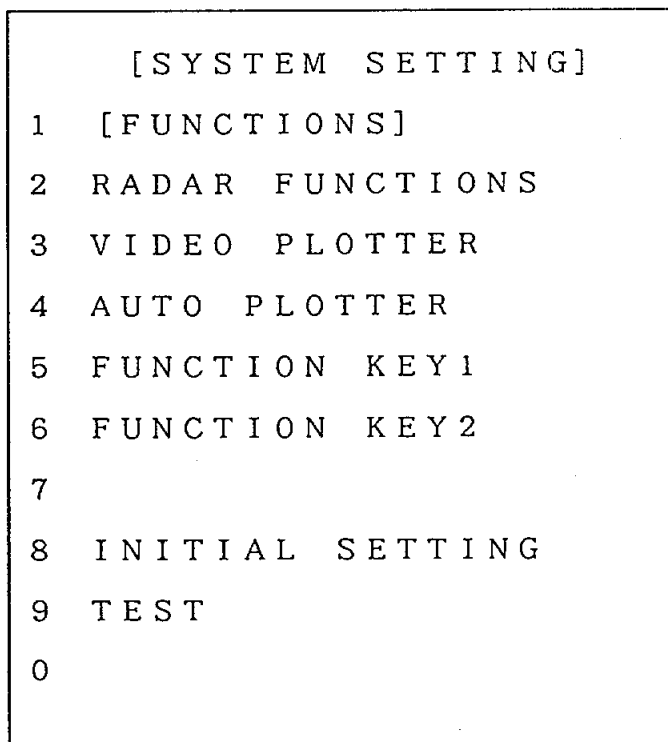 [SYSTEM SETTING]
1 [FUNCTIONS]
2 RADAR FUNCTIONS
3 VIDEO PLOTTER
4 AUTO PLOTTER
5 FUNCTION KEY1
6 FUNCTION KEY2
7
8 INITIAL SETTING
9 TEST
0